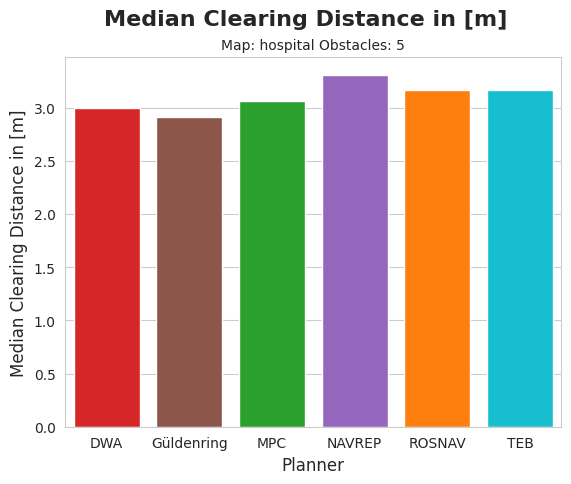 Median Clearing Distance in [m]
Map: hospital Obstacles: 5
Median Clearing Distance in [m]
3.0
2.5
2.0
1.5
1.0
0.5
0.0
DWA Güldenring MPC NAVREP ROSNAV TEB
Planner